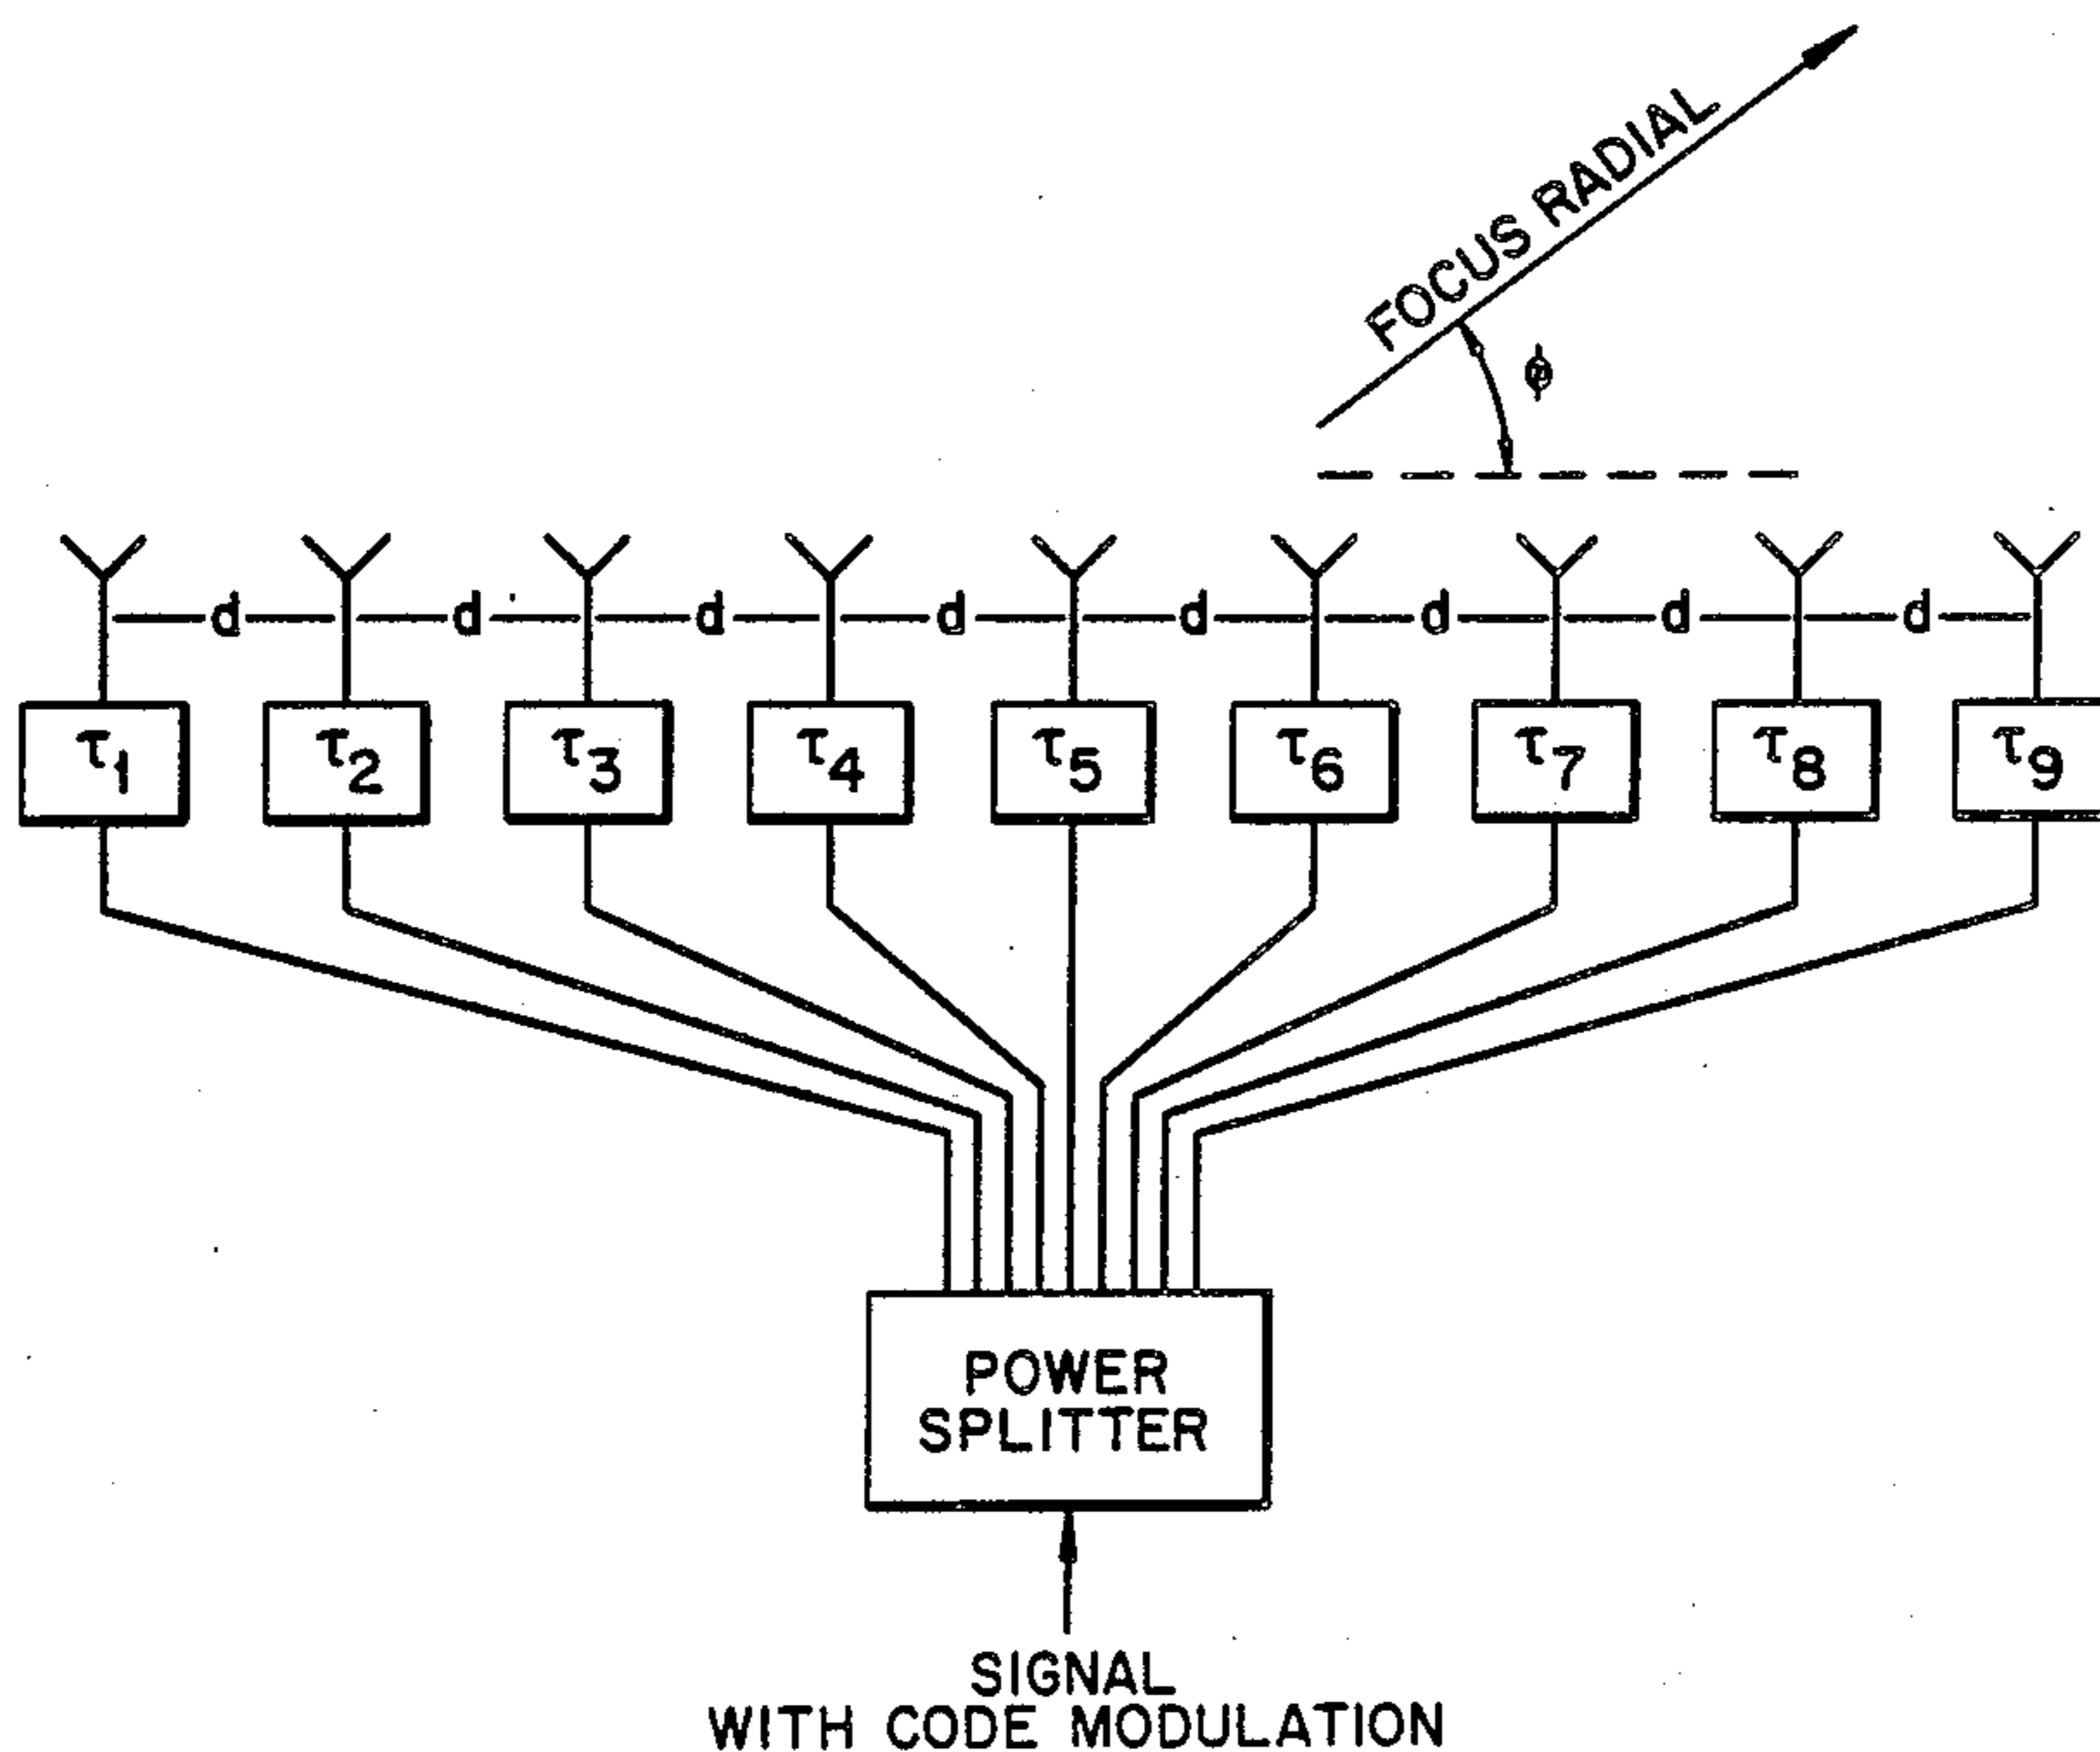 FOCUS RADIAL
ϕ
d d d d d d d d
τ1 τ2 τ3 τ4 τ5 τ6 τ7 τ8 τ9
POWER
SPLITTER
SIGNAL
WITH CODE MODULATION